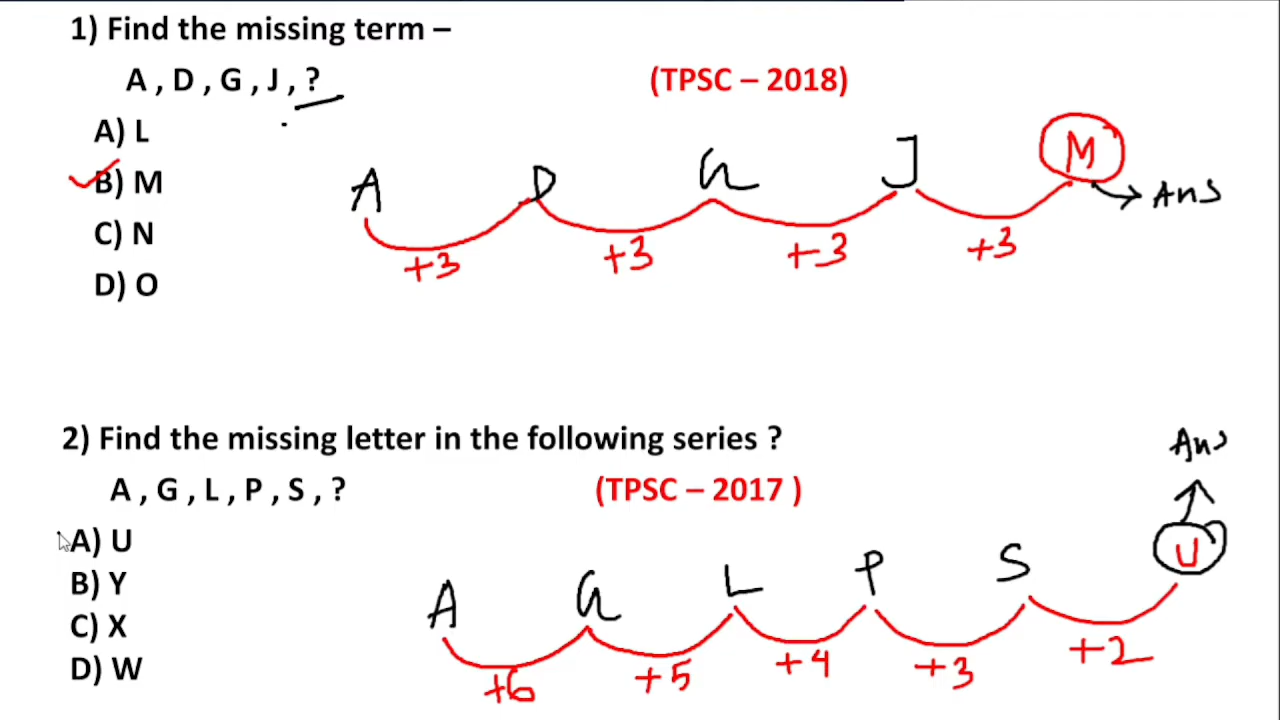 1) Find the missing term –
A , D , G , J , ?
(TPSC – 2018)
A) L
B) M
C) N
D) O
A D G J M → Ans
+3 +3 +3 +3
2) Find the missing letter in the following series ?
Ans
A , G , L , P , S , ?
(TPSC – 2017 )
A) U
B) Y
C) X
D) W
A G L P S U
+6 +5 +4 +3 +2